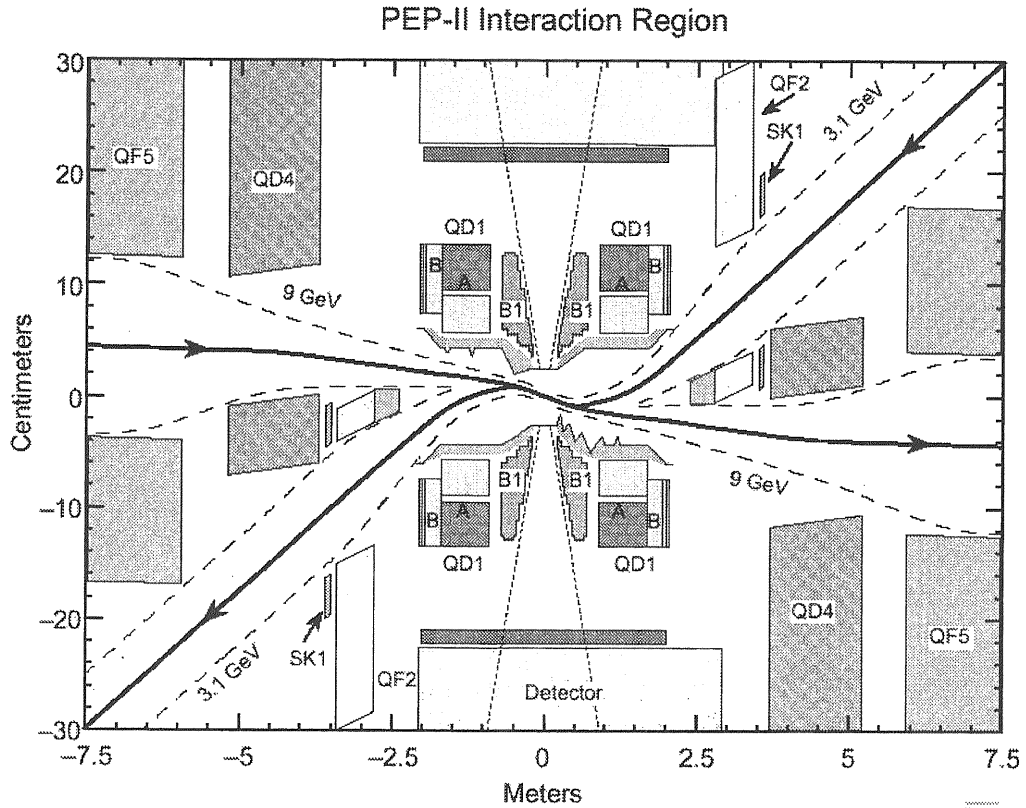 PEP-II Interaction Region
30
20
10
0
−10
−20
−30
Centimeters
QF5
QD4
QF2
SK1
3.1 GeV
QD1
QD1
B
A
B1
B1
A
B
9 GeV
B1
B1
B
A
A
B
QD1
QD1
9 GeV
SK1
3.1 GeV
QF2
Detector
QD4
QF5
−7.5
−5
−2.5
0
2.5
5
7.5
Meters